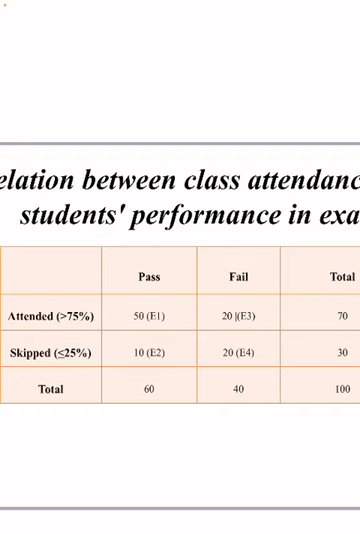 elation between class attendanc
students' performance in exa
Pass Fail Total
Attended (>75%) 50 (E1) 20 |(E3) 70
Skipped (≤25%) 10 (E2) 20 (E4) 30
Total 60 40 100